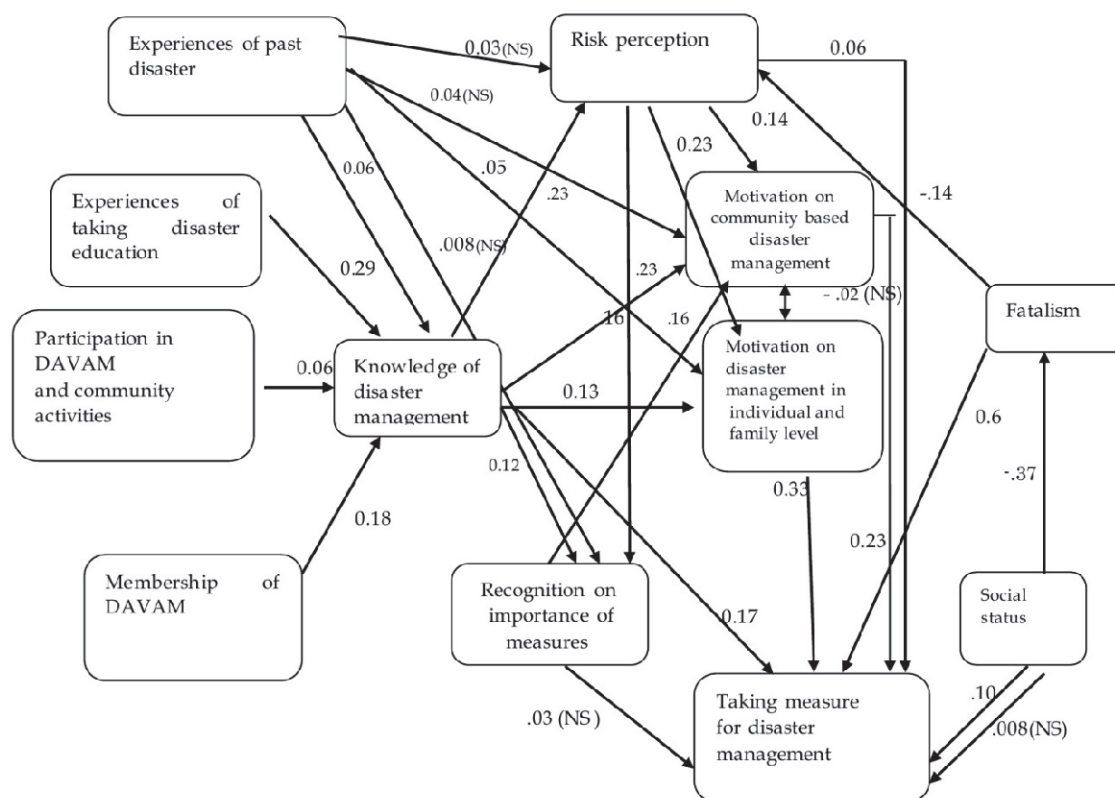 Experiences of past
disaster
0.03(NS)
Risk perception
0.06
0.04(NS)
0.14
0.23
0.06
.05
.23
-.14
Experiences of
taking disaster
education
Motivation on
community based
disaster
management
.008(NS)
0.29
.23
- .02 (NS)
Fatalism
Participation in
DAVAM
and community
activities
0.06
Knowledge of
disaster
management
.16
.16
Motivation on
disaster
management in
individual and
family level
0.13
0.6
0.12
0.33
-.37
0.18
0.23
Membership of
DAVAM
Recognition on
importance of
measures
0.17
Social
status
.03 (NS)
Taking measure
for disaster
management
.10
.008(NS)